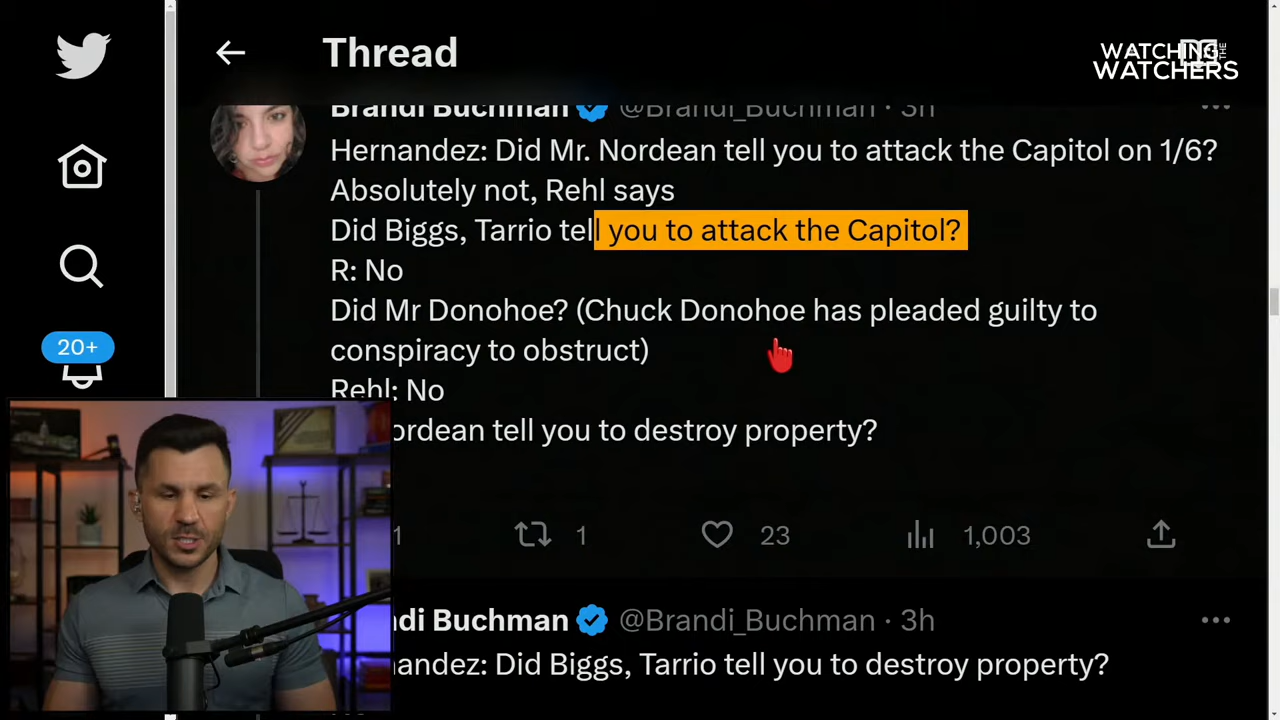 Thread
WATCHING THE
WATCHERS
Brandi Buchman @Brandi_Buchman · 3h
Hernandez: Did Mr. Nordean tell you to attack the Capitol on 1/6?
Absolutely not, Rehl says
Did Biggs, Tarrio tell you to attack the Capitol?
R: No
Did Mr Donohoe? (Chuck Donohoe has pleaded guilty to
conspiracy to obstruct)
Rehl: No
ordean tell you to destroy property?
20+
1 1 23 1,003
di Buchman @Brandi_Buchman · 3h
andez: Did Biggs, Tarrio tell you to destroy property?